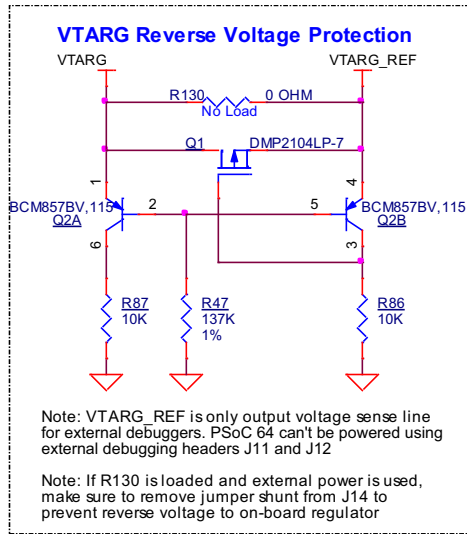 VTARG Reverse Voltage Protection
VTARG
VTARG_REF
R130
0 OHM
No Load
Q1
DMP2104LP-7
1
4
BCM857BV,115
Q2A
2
5
BCM857BV,115
Q2B
6
3
R87
10K
R47
137K
1%
R86
10K
Note: VTARG_REF is only output voltage sense line
for external debuggers. PSoC 64 can't be powered using
external debugging headers J11 and J12
Note: If R130 is loaded and external power is used,
make sure to remove jumper shunt from J14 to
prevent reverse voltage to on-board regulator